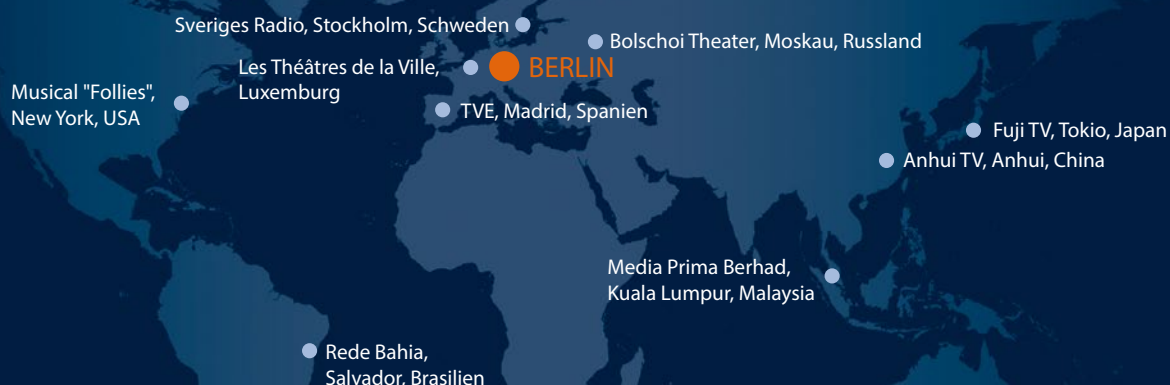 Sveriges Radio, Stockholm, Schweden
Bolschoi Theater, Moskau, Russland
Les Théâtres de la Ville,
Luxemburg
BERLIN
Musical "Follies",
New York, USA
TVE, Madrid, Spanien
Fuji TV, Tokio, Japan
Anhui TV, Anhui, China
Media Prima Berhad,
Kuala Lumpur, Malaysia
Rede Bahia,
Salvador, Brasilien